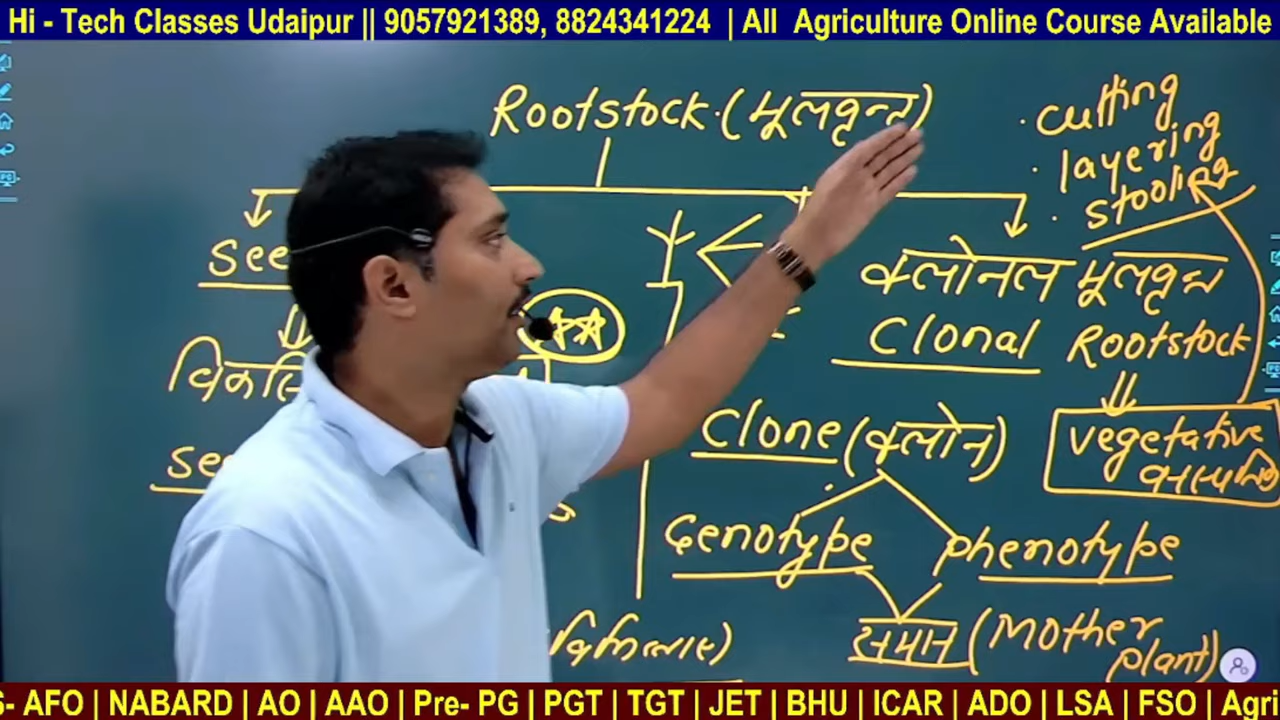 Hi - Tech Classes Udaipur || 9057921389, 8824341224 | All Agriculture Online Course Available
Rootstock (मूलवृन्त)
cutting
layering
stooling
See
क्लोनल मूलवृन्त
Clonal Rootstock
Clone (क्लोन)
vegetative
Genotype
phenotype
समान (Mother plant)
AFO | NABARD | AO | AAO | Pre- PG | PGT | TGT | JET | BHU | ICAR | ADO | LSA | FSO | Agri